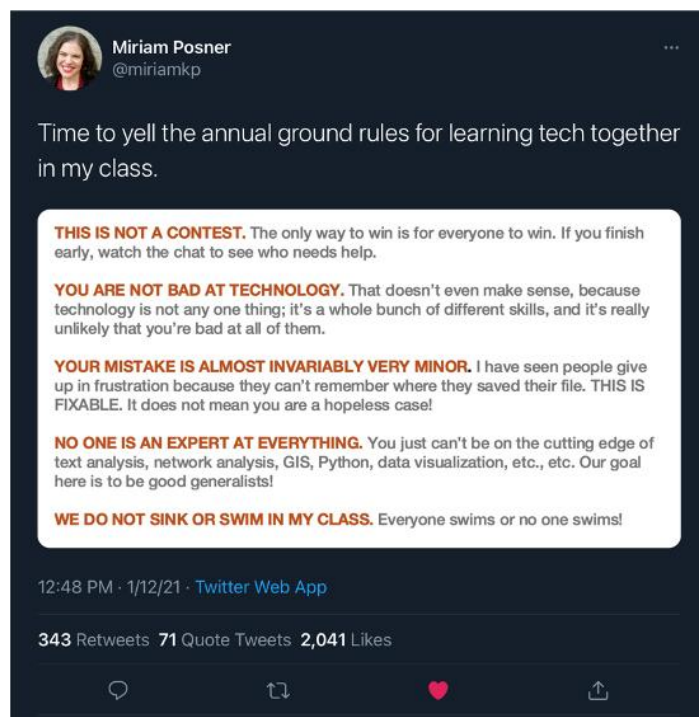 Miriam Posner
@miriamkp
Time to yell the annual ground rules for learning tech together
in my class.
THIS IS NOT A CONTEST. The only way to win is for everyone to win. If you finish
early, watch the chat to see who needs help.
YOU ARE NOT BAD AT TECHNOLOGY. That doesn't even make sense, because
technology is not any one thing; it's a whole bunch of different skills, and it's really
unlikely that you're bad at all of them.
YOUR MISTAKE IS ALMOST INVARIABLY VERY MINOR. I have seen people give
up in frustration because they can't remember where they saved their file. THIS IS
FIXABLE. It does not mean you are a hopeless case!
NO ONE IS AN EXPERT AT EVERYTHING. You just can't be on the cutting edge of
text analysis, network analysis, GIS, Python, data visualization, etc., etc. Our goal
here is to be good generalists!
WE DO NOT SINK OR SWIM IN MY CLASS. Everyone swims or no one swims!
12:48 PM · 1/12/21 · Twitter Web App
343 Retweets 71 Quote Tweets 2,041 Likes